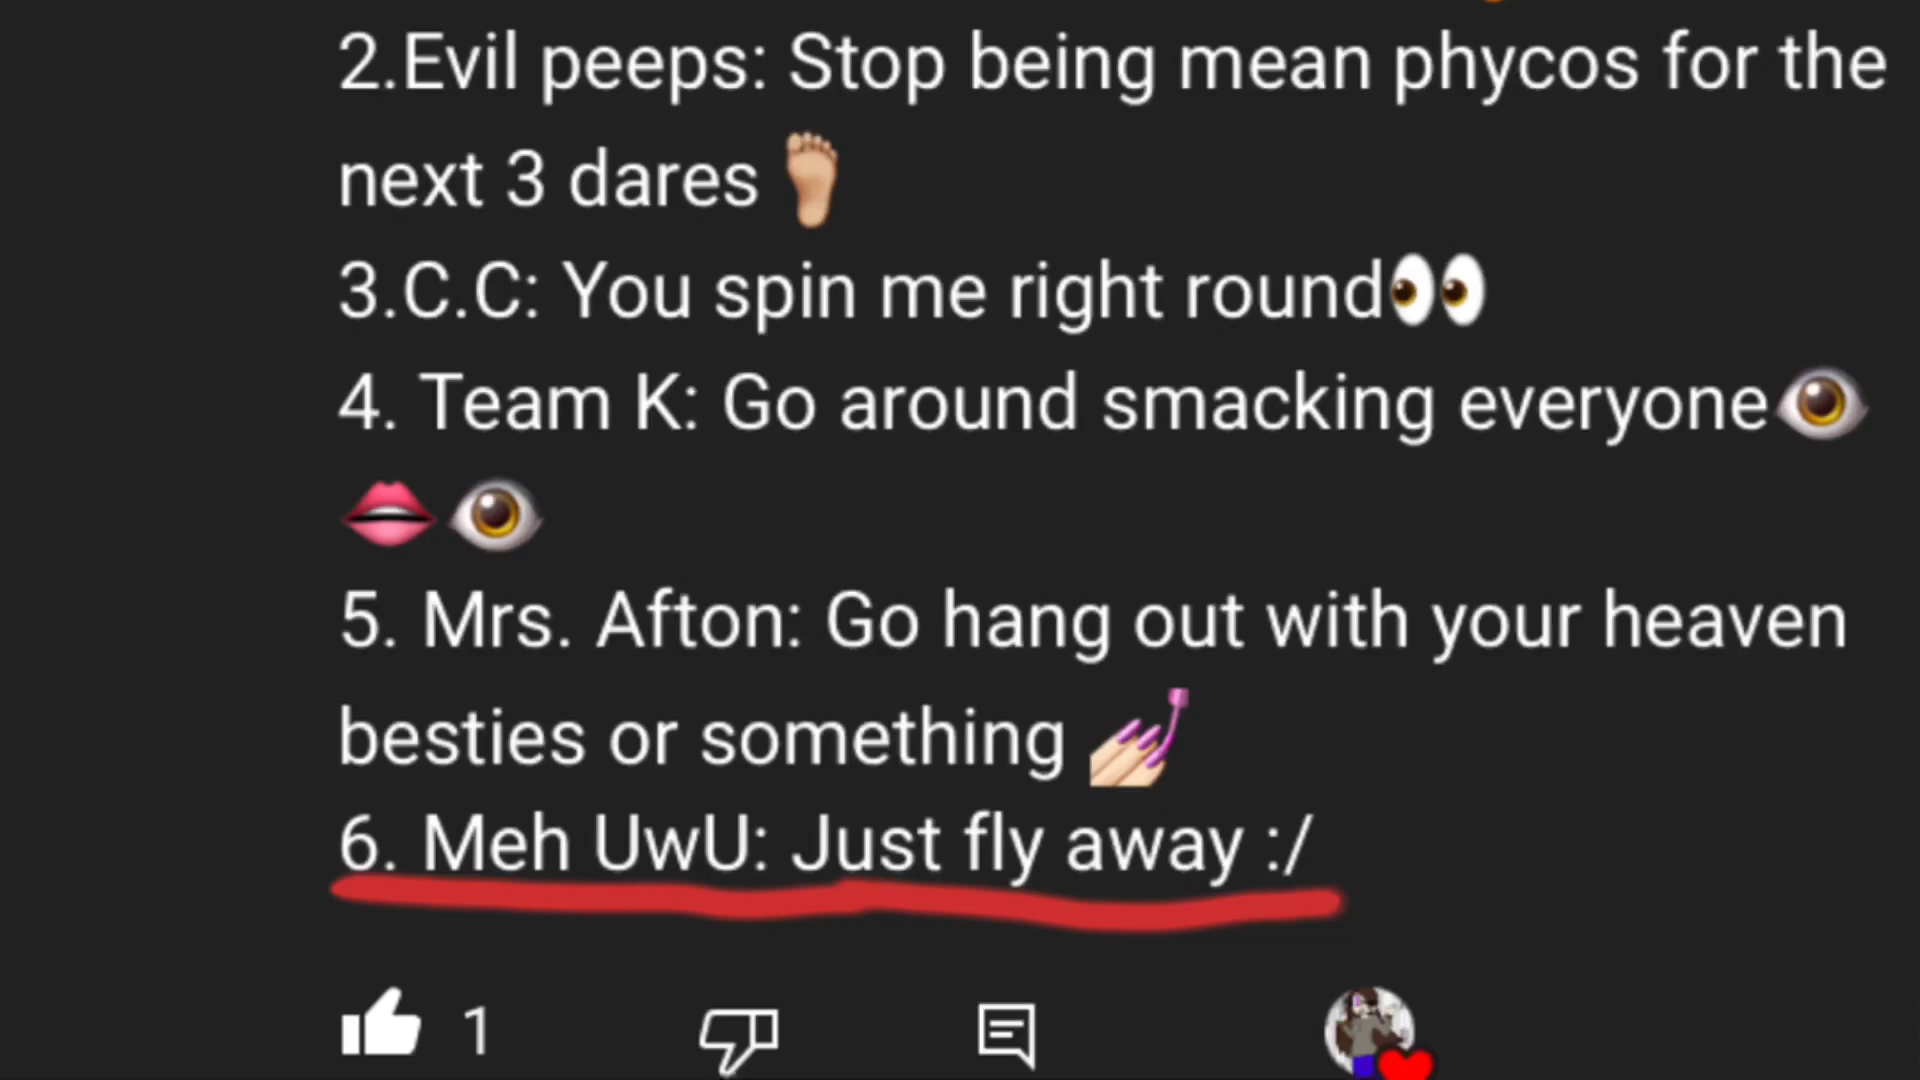 2.Evil peeps: Stop being mean phycos for the
next 3 dares 🦶🏼
3.C.C: You spin me right round👀
4. Team K: Go around smacking everyone👁️
👄👁️
5. Mrs. Afton: Go hang out with your heaven
besties or something 💅🏻
6. Meh UwU: Just fly away :/
1